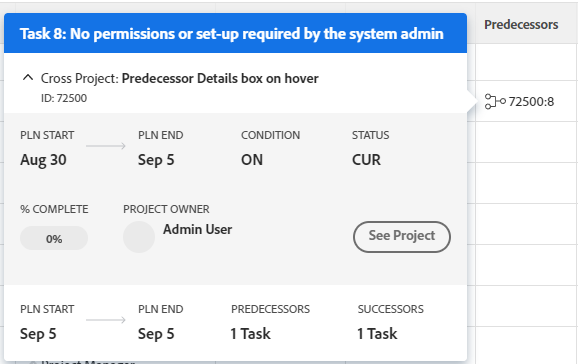 Task 8: No permissions or set-up required by the system admin
Predecessors
Cross Project: Predecessor Details box on hover
ID: 72500
72500:8
PLN START PLN END CONDITION STATUS
Aug 30 Sep 5 ON CUR
% COMPLETE PROJECT OWNER
0% Admin User See Project
PLN START PLN END PREDECESSORS SUCCESSORS
Sep 5 Sep 5 1 Task 1 Task
Project Manager